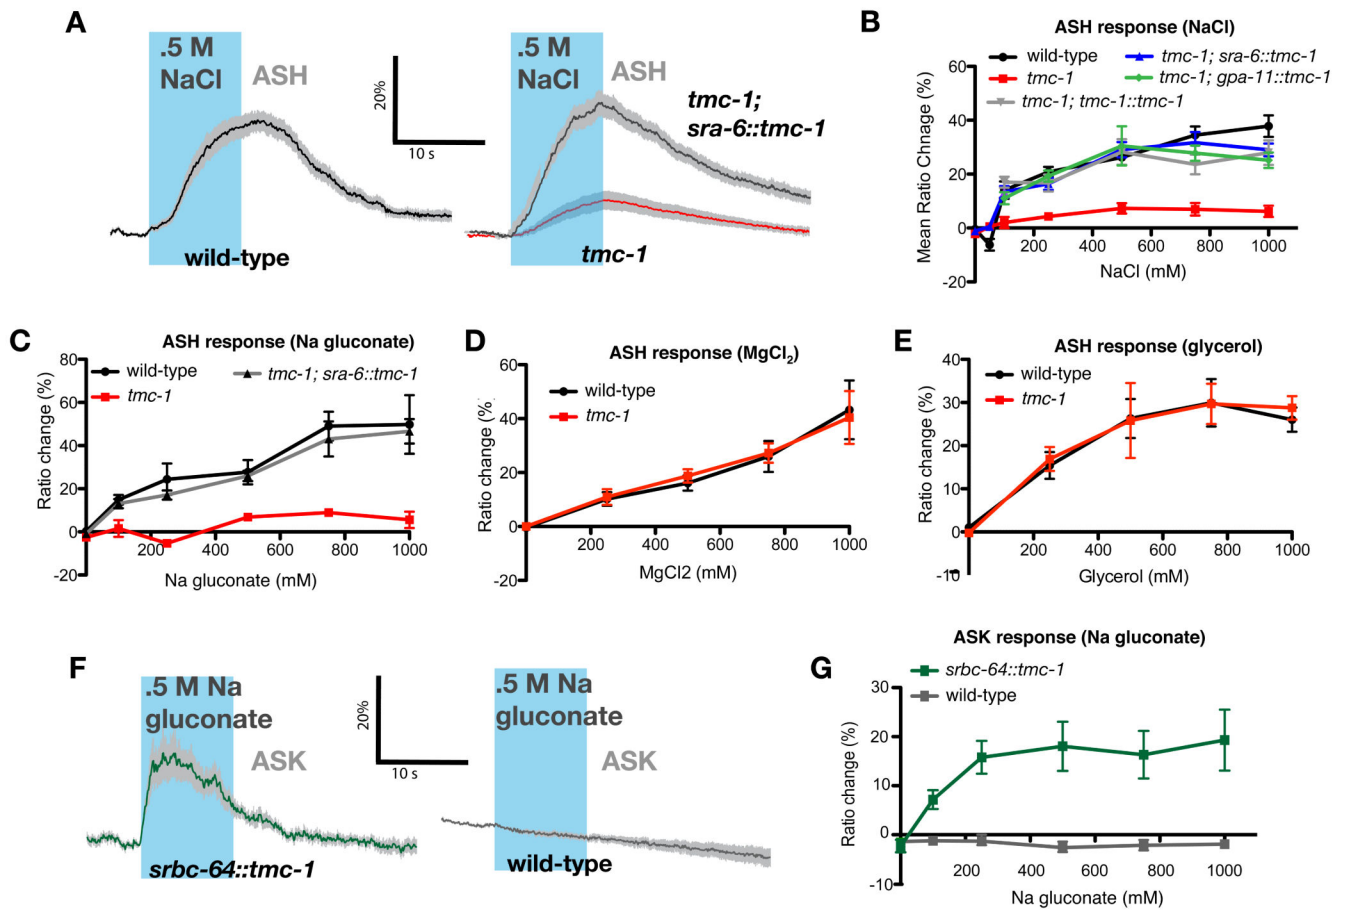 A
.5 M
NaCl
ASH
wild-type
20%
10 s
.5 M
NaCl
ASH
tmc-1;
sra-6::tmc-1
tmc-1
B
ASH response (NaCl)
wild-type
tmc-1; sra-6::tmc-1
tmc-1
tmc-1; gpa-11::tmc-1
tmc-1; tmc-1::tmc-1
Mean Ratio Chnage (%)
60
40
20
0
-20
200 400 600 800 1000
NaCl (mM)
C
ASH response (Na gluconate)
wild-type
tmc-1; sra-6::tmc-1
tmc-1
Ratio change (%)
80
60
40
20
0
-20
200 400 600 800 1000
Na gluconate (mM)
D
ASH response (MgCl2)
wild-type
tmc-1
Ratio change (%)
60
40
20
0
-20
200 400 600 800 1000
MgCl2 (mM)
E
ASH response (glycerol)
wild-type
tmc-1
Ratio change (%)
40
30
20
10
0
-10
200 400 600 800 1000
Glycerol (mM)
F
.5 M Na
gluconate
ASK
srbc-64::tmc-1
20%
10 s
.5 M Na
gluconate
ASK
wild-type
G
ASK response (Na gluconate)
srbc-64::tmc-1
wild-type
Ratio change (%)
30
20
10
0
-10
200 400 600 800 1000
Na gluconate (mM)